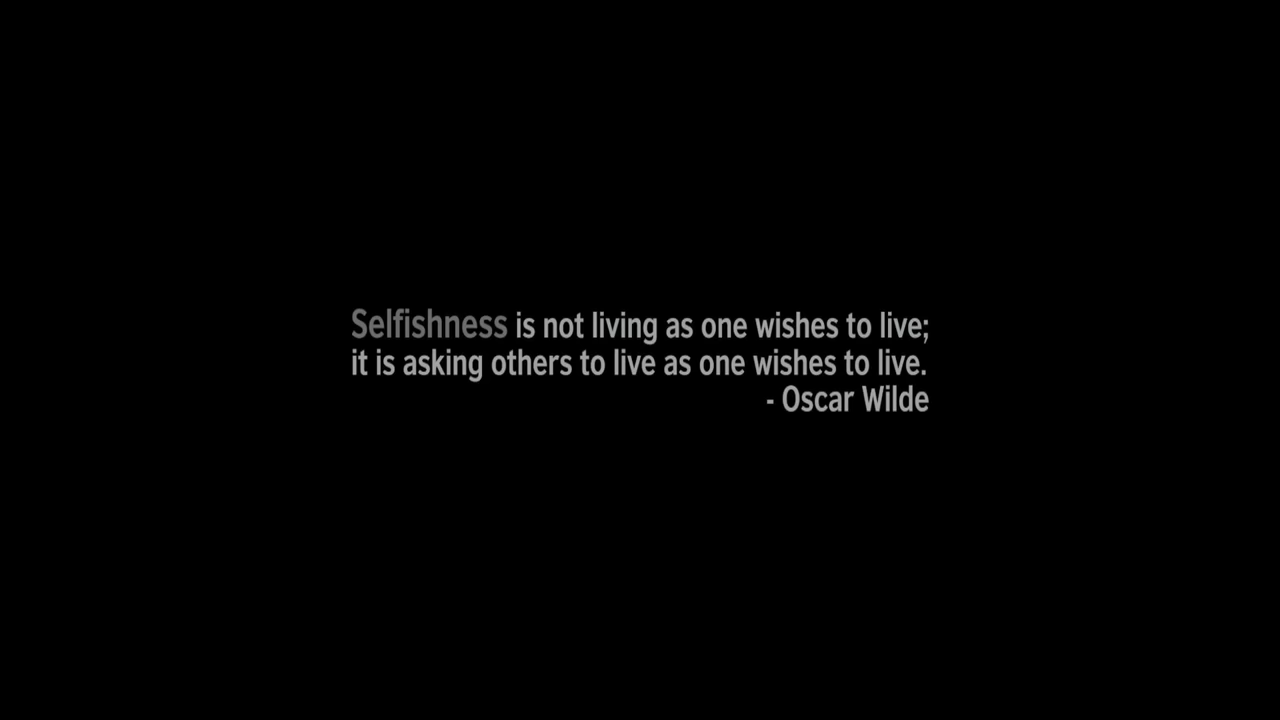 Selfishness is not living as one wishes to live;
it is asking others to live as one wishes to live.
- Oscar Wilde